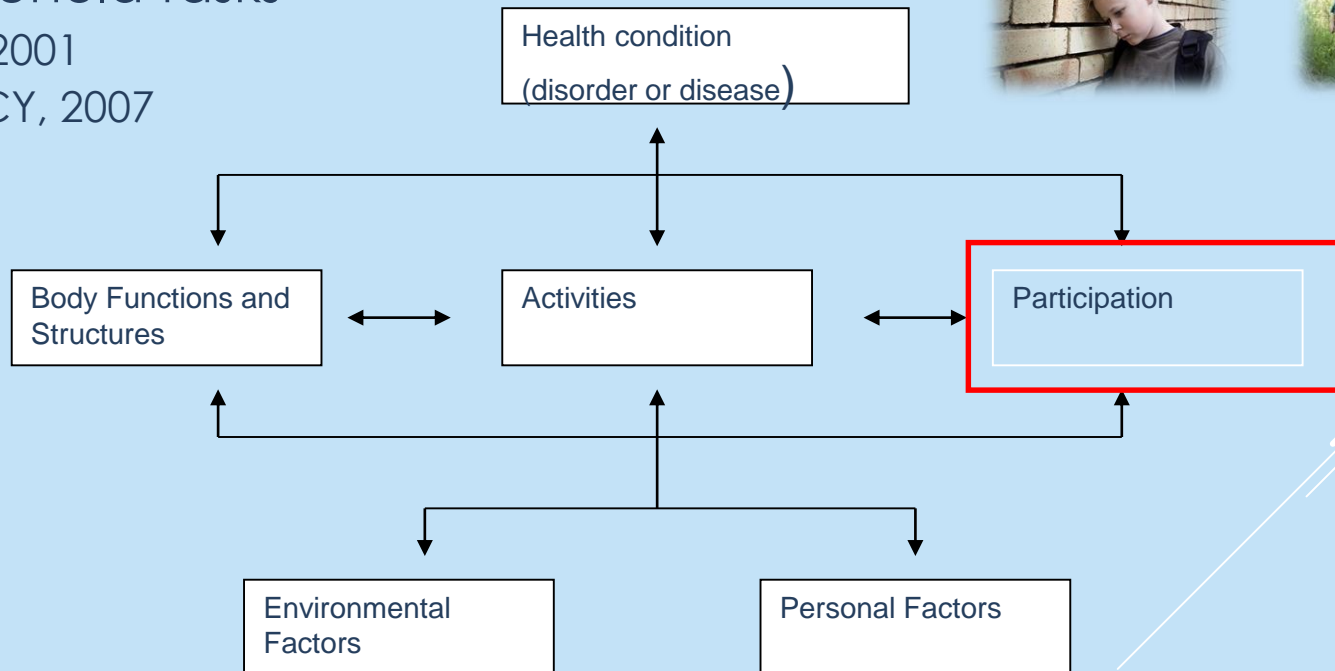 2001
CY, 2007
Health condition
(disorder or disease)
Body Functions and
Structures
Activities
Participation
Environmental
Factors
Personal Factors